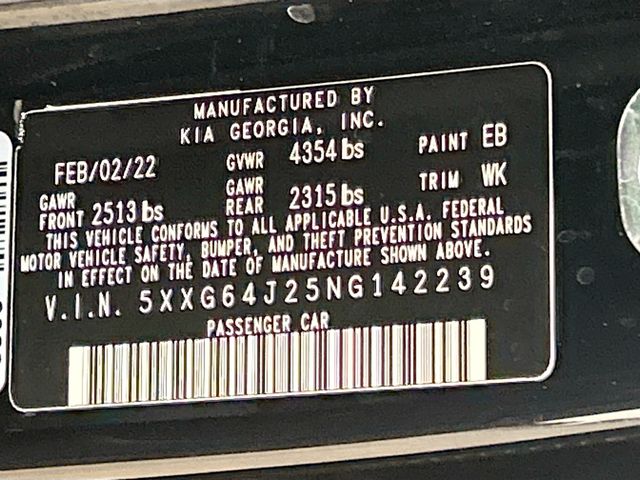 MANUFACTURED BY
KIA GEORGIA, INC.
FEB/02/22 GVWR 4354 lbs PAINT EB
GAWR FRONT 2513 lbs GAWR REAR 2315 lbs TRIM WK
THIS VEHICLE CONFORMS TO ALL APPLICABLE U.S.A. FEDERAL
MOTOR VEHICLE SAFETY, BUMPER, AND THEFT PREVENTION STANDARDS
IN EFFECT ON THE DATE OF MANUFACTURE SHOWN ABOVE.
V.I.N. 5XXG64J25NG142239
PASSENGER CAR